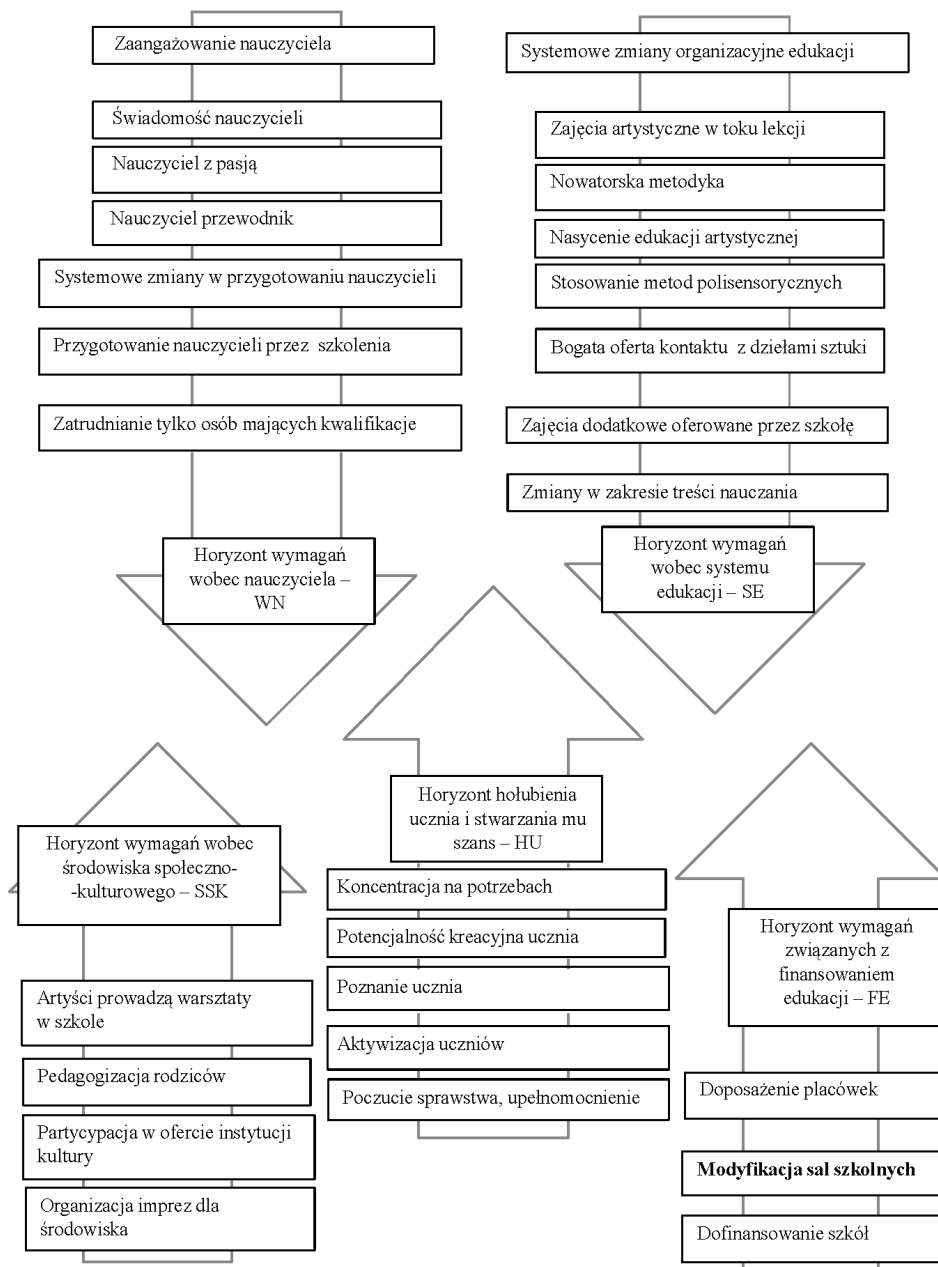 Zaangażowanie nauczyciela
Świadomość nauczycieli
Nauczyciel z pasją
Nauczyciel przewodnik
Systemowe zmiany w przygotowaniu nauczycieli
Przygotowanie nauczycieli przez szkolenia
Zatrudnianie tylko osób mających kwalifikacje
Horyzont wymagań
wobec nauczyciela –
WN
Systemowe zmiany organizacyjne edukacji
Zajęcia artystyczne w toku lekcji
Nowatorska metodyka
Nasycenie edukacji artystycznej
Stosowanie metod polisensorycznych
Bogata oferta kontaktu z dziełami sztuki
Zajęcia dodatkowe oferowane przez szkołę
Zmiany w zakresie treści nauczania
Horyzont wymagań
wobec systemu
edukacji – SE
Horyzont wymagań wobec
środowiska społeczno-
-kulturowego – SSK
Artyści prowadzą warsztaty
w szkole
Pedagogizacja rodziców
Partycypacja w ofercie instytucji
kultury
Organizacja imprez dla
środowiska
Horyzont hołubienia
ucznia i stwarzania mu
szans – HU
Koncentracja na potrzebach
Potencjalność kreacyjna ucznia
Poznanie ucznia
Aktywizacja uczniów
Poczucie sprawstwa, upełnomocnienie
Horyzont wymagań
związanych z
finansowaniem
edukacji – FE
Doposażenie placówek
Modyfikacja sal szkolnych
Dofinansowanie szkół